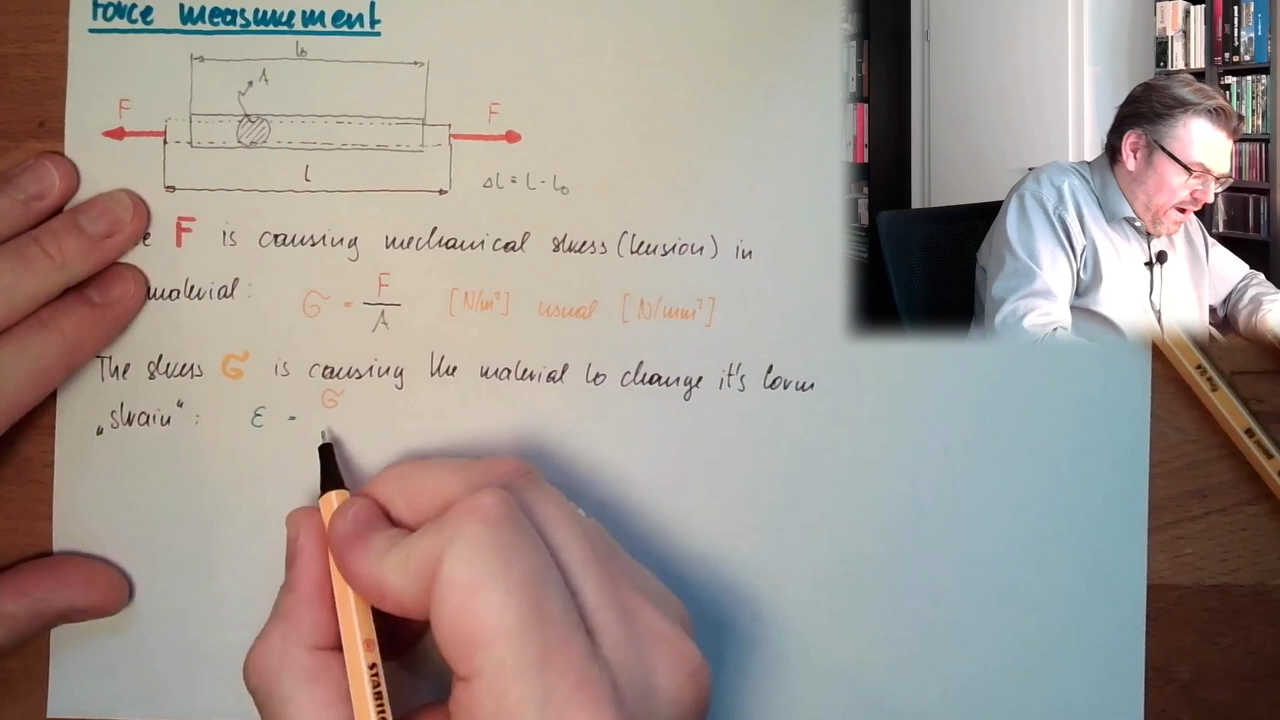 Force measurement
l₀
A
F
F
l
Δl = l - l₀
F is causing mechanical stress (tension) in
material: σ = F/A [N/m²] usual [N/mm²]
The stress σ is causing the material to change it's form
„strain“: ε = σ
STABILO